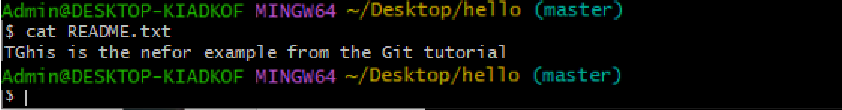 Admin@DESKTOP-KIADKOF MINGW64 ~/Desktop/hello (master)
$ cat README.txt
TGhis is the nefor example from the Git tutorial
Admin@DESKTOP-KIADKOF MINGW64 ~/Desktop/hello (master)
$